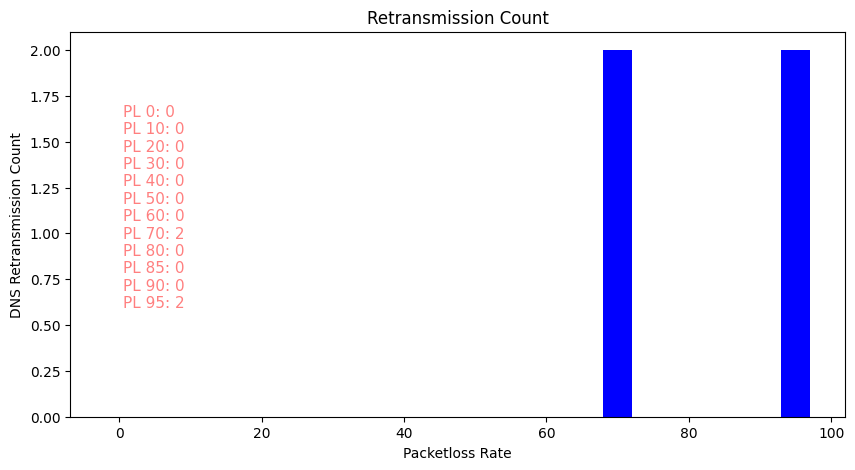 Retransmission Count
DNS Retransmission Count
2.00
1.75
1.50
1.25
1.00
0.75
0.50
0.25
0.00
PL 0: 0
PL 10: 0
PL 20: 0
PL 30: 0
PL 40: 0
PL 50: 0
PL 60: 0
PL 70: 2
PL 80: 0
PL 85: 0
PL 90: 0
PL 95: 2
0 20 40 60 80 100
Packetloss Rate